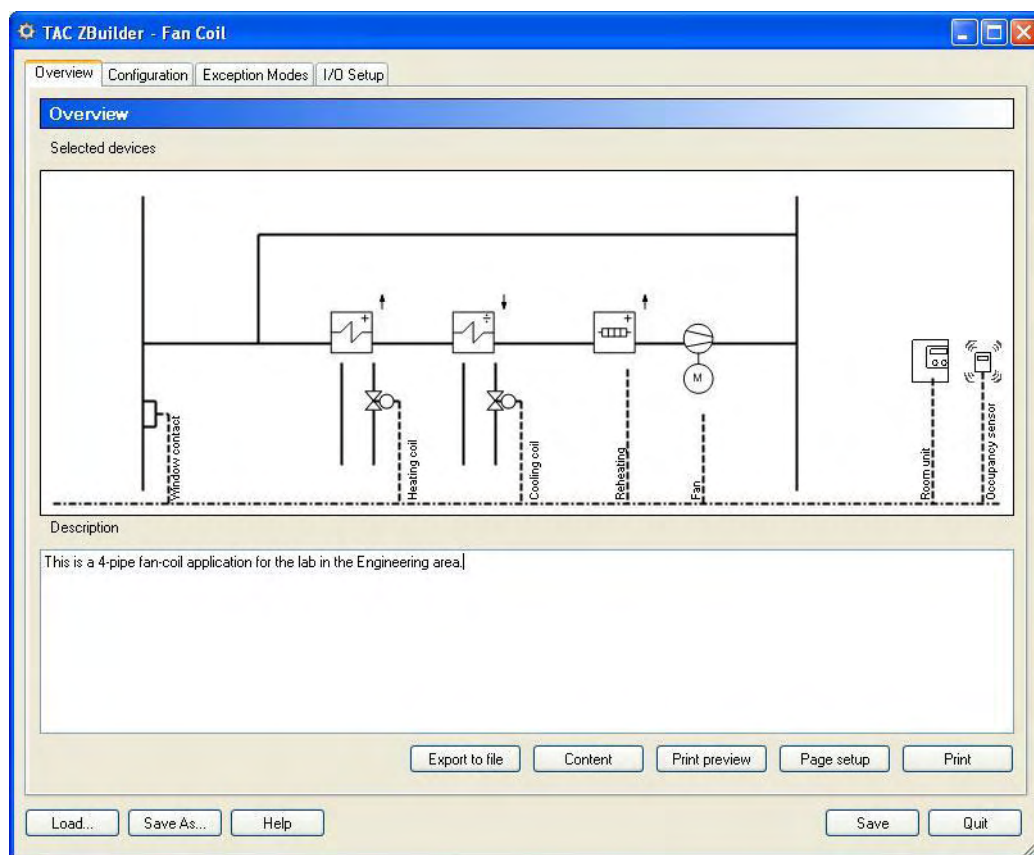 TAC ZBuilder - Fan Coil
Overview Configuration Exception Modes I/O Setup
Overview
Selected devices
+ ÷ +
M
Window contact
Heating coil
Cooling coil
Reheating
Fan
Room unit
Occupancy sensor
Description
This is a 4-pipe fan-coil application for the lab in the Engineering area.
Export to file Content Print preview Page setup Print
Load... Save As... Help Save Quit